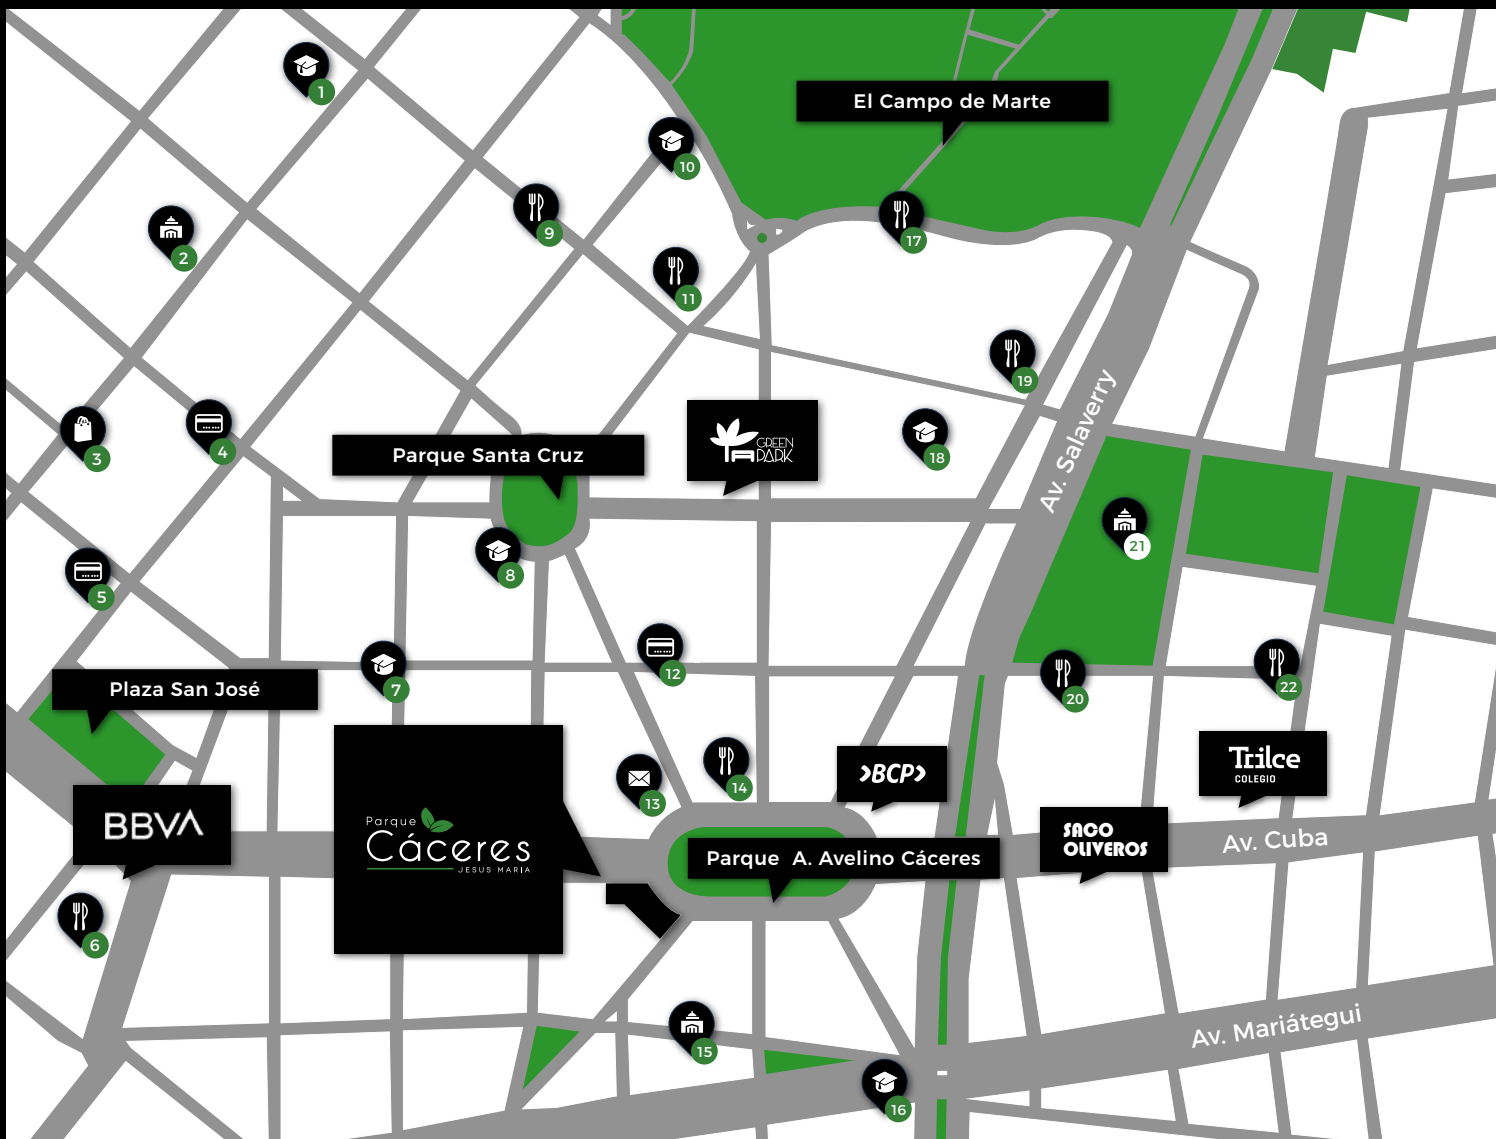 1
El Campo de Marte
10
9
17
2
11
19
Av. Salaverry
GREEN
PARK
18
3
4
Parque Santa Cruz
21
8
5
12
7
20
22
Plaza San José
Trilce
COLEGIO
BCP
14
13
BBVA
Parque
Cáceres
JESUS MARIA
SACO
OLIVEROS
Av. Cuba
Parque A. Avelino Cáceres
6
Av. Mariátegui
15
16